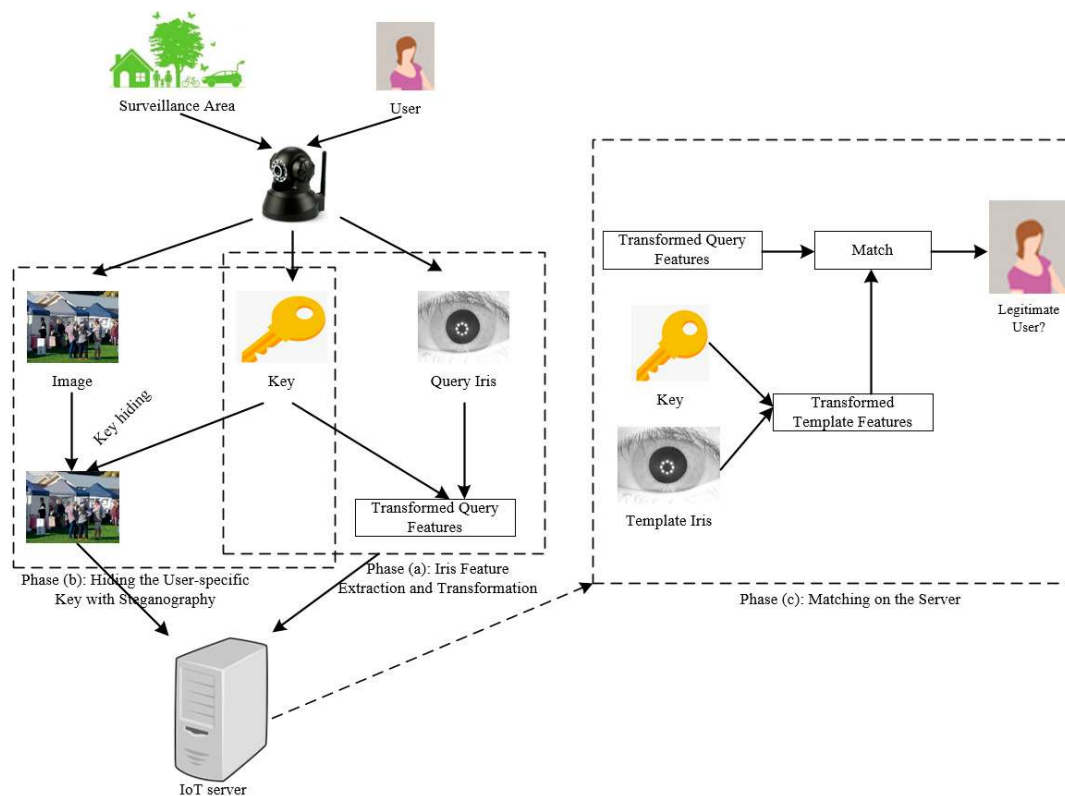 Surveillance Area
User
Image
Key
Query Iris
Key hiding
Transformed Query
Features
Phase (b): Hiding the User-specific
Key with Steganography
Phase (a): Iris Feature
Extraction and Transformation
IoT server
Transformed Query
Features
Match
Legitimate
User?
Key
Transformed
Template Features
Template Iris
Phase (c): Matching on the Server